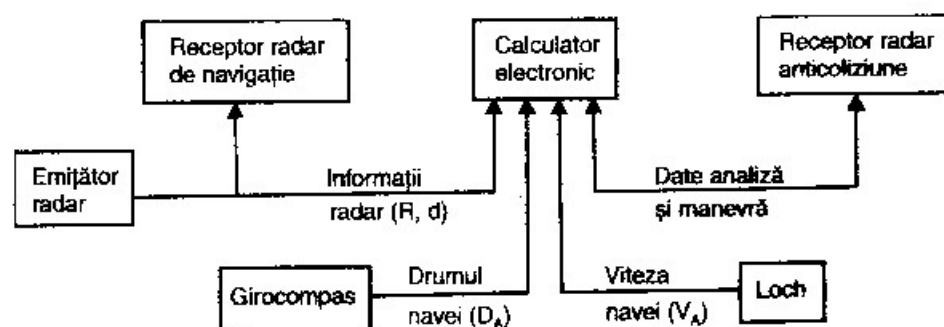 Receptor radar
de navigație
Calculator
electronic
Receptor radar
anticoliziune
Emițător
radar
Informații
radar (R, d)
Date analiză
și manevră
Girocompas
Drumul
navei (D_A)
Viteza
navei (V_A)
Loch